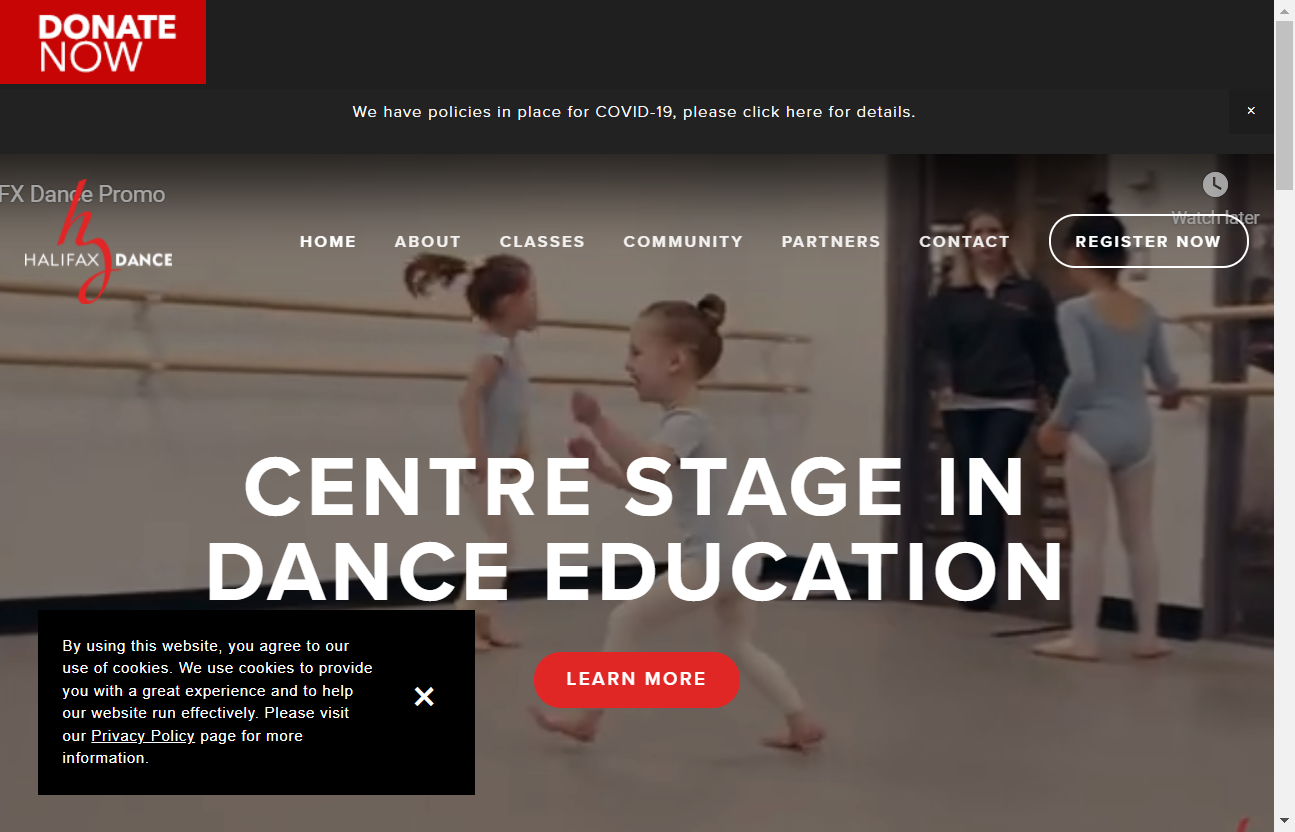 DONATE
NOW
We have policies in place for COVID-19, please click here for details.
×
FX Dance Promo
Watch later
HALIFAX DANCE
HOME ABOUT CLASSES COMMUNITY PARTNERS CONTACT REGISTER NOW
CENTRE STAGE IN
DANCE EDUCATION
LEARN MORE
By using this website, you agree to our
use of cookies. We use cookies to provide
you with a great experience and to help
our website run effectively. Please visit
our Privacy Policy page for more
information.